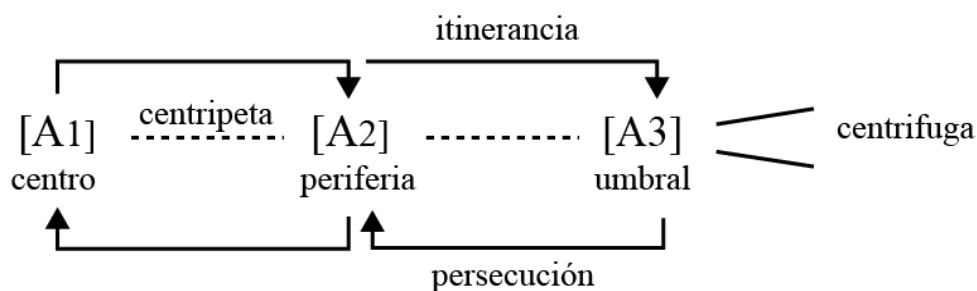 itinerancia
centripeta
[A1] [A2] [A3] centrifuga
centro periferia umbral
persecución